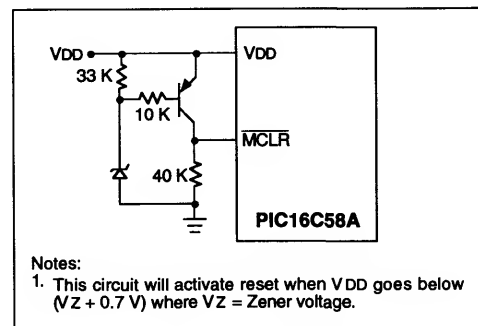 VDD VDD
33 K
10 K
MCLR
40 K
PIC16C58A
Notes:
1. This circuit will activate reset when VDD goes below
(VZ + 0.7 V) where VZ = Zener voltage.